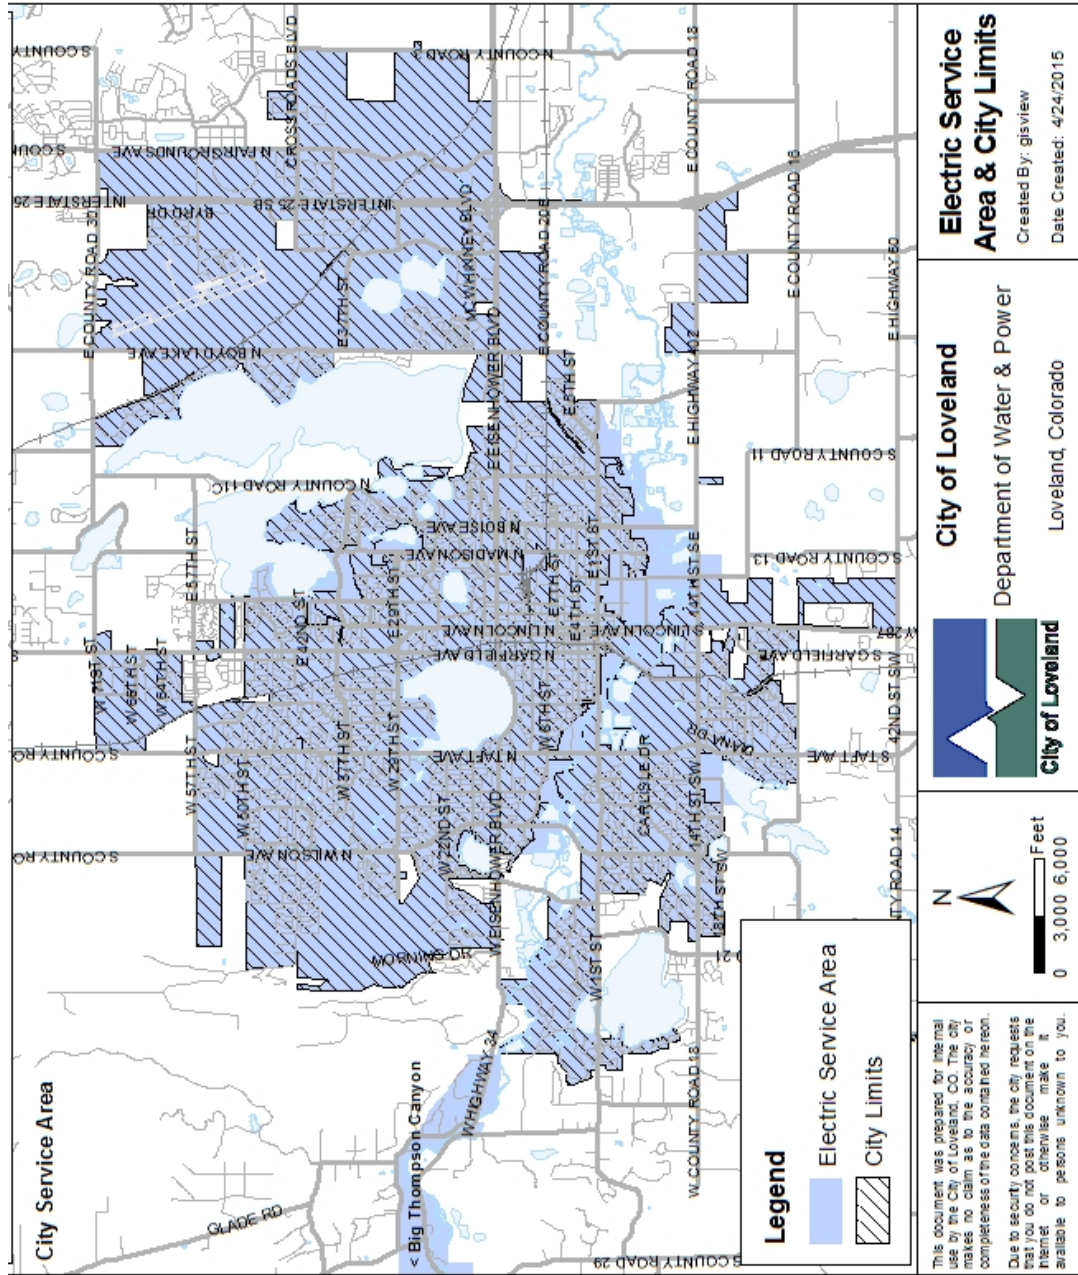 City Service Area
< Big Thompson Canyon
GLADE RD
W HIGHWAY 34
S COUNTY ROAD 29
W COUNTY ROAD 18
W 1ST ST
W EISENHOWER BLVD
W 22ND ST
N WILSON AVE
W 50TH ST
W 57TH ST
W 37TH ST
W 29TH ST
N TAFT AVE
W 6TH ST
CARLISLE DR
14TH ST SW
18TH ST SW
DIANA DR
S TAFT AVE
42ND ST SW
W 71ST ST
W 64TH ST
E 57TH ST
E 42ND ST
E 29TH ST
N GARFIELD AVE
N LINCOLN AVE
E 7TH ST
E 4TH ST
E 1ST ST
S LINCOLN AVE
S GARFIELD AVE
14TH ST SE
N MADISON AVE
N BOISE AVE
N COUNTY ROAD 11C
S COUNTY ROAD 13
S COUNTY ROAD 11
N BOYD LAKE AVE
E EISENHOWER BLVD
E 5TH ST
E HIGHWAY 402
E COUNTY ROAD 20E
E 37TH ST
MCWHINNEY BLVD
E COUNTY ROAD 30
BYRD DR
INTERSTATE 25
INTERSTATE 25 SB
N FAIRGROUNDS AVE
CROSSROADS BLVD
N COUNTY ROAD 3
E COUNTY ROAD 18
E COUNTY ROAD 16
E HIGHWAY 60
Legend
Electric Service Area
City Limits
This document was prepared for internal
use by the City of Loveland, CO. The city
makes no claim as to the accuracy or
completeness of the data contained hereon.
Due to security concerns, the city requests
that you do not post this document on the
internet or otherwise make it
available to persons unknown to you.
N
0 3,000 6,000
Feet
City of Loveland
City of Loveland
Department of Water & Power
Loveland, Colorado
Electric Service
Area & City Limits
Created By: gisview
Date Created: 4/24/2015